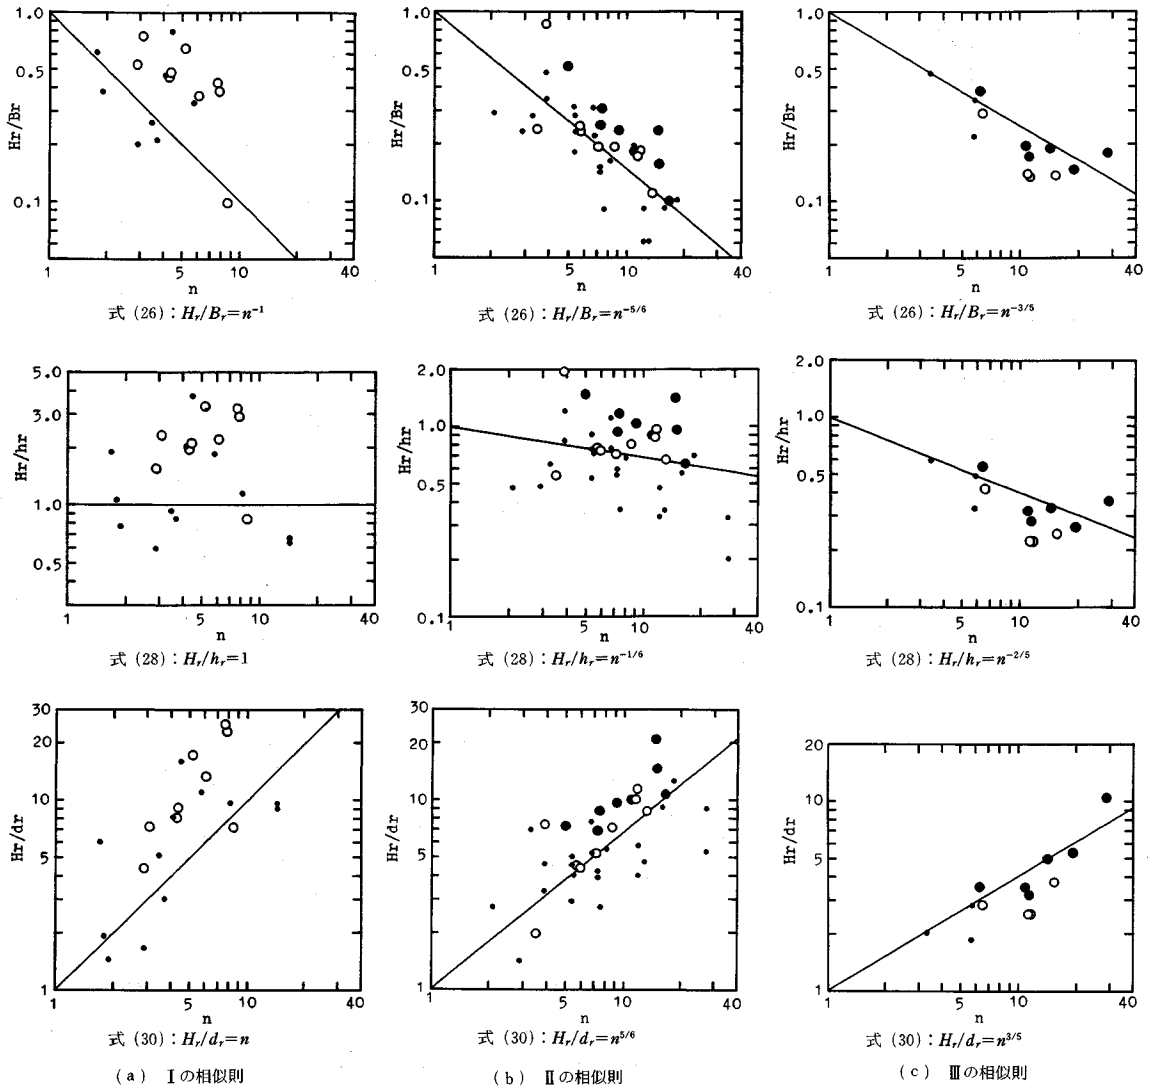 1.0
0.5
0.1
Hr/Br
1
5
10
40
n
式 (26) : Hr/Br=n⁻¹
1.0
0.5
0.1
Hr/Br
1
5
10
40
n
式 (26) : Hr/Br=n⁻⁵/⁶
1.0
0.5
0.1
Hr/Br
1
5
10
40
n
式 (26) : Hr/Br=n⁻³/⁵
5.0
3.0
1.0
0.5
Hr/hr
1
5
10
40
n
式 (28) : Hr/hr=1
2.0
1.0
0.5
0.1
Hr/hr
1
5
10
40
n
式 (28) : Hr/hr=n⁻¹/⁶
2.0
1.0
0.5
0.1
Hr/hr
1
5
10
40
n
式 (28) : Hr/hr=n⁻²/⁵
30
20
10
5
1
Hr/dr
1
5
10
40
n
式 (30) : Hr/dr=n
30
20
10
5
1
Hr/dr
1
5
10
40
n
式 (30) : Hr/dr=n⁵/⁶
20
10
5
1
Hr/dr
1
5
10
40
n
式 (30) : Hr/dr=n³/⁵
(a) Ⅰの相似則
(b) Ⅱの相似則
(c) Ⅲの相似則